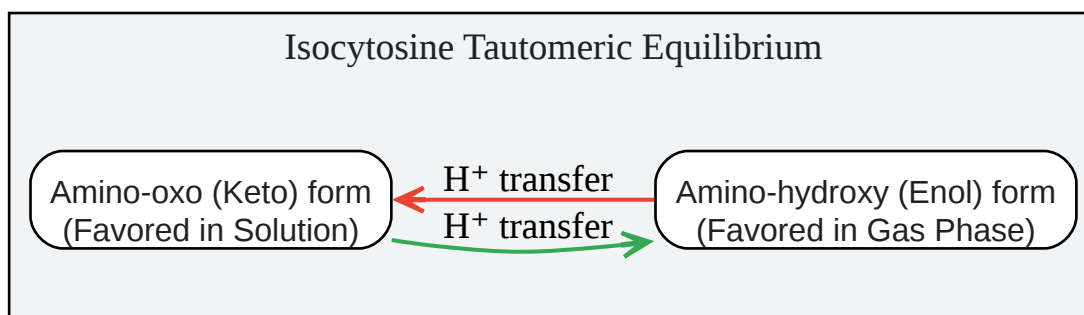 Isocytosine Tautomeric Equilibrium
H⁺ transfer
Amino-oxo (Keto) form
(Favored in Solution)
Amino-hydroxy (Enol) form
(Favored in Gas Phase)
H⁺ transfer